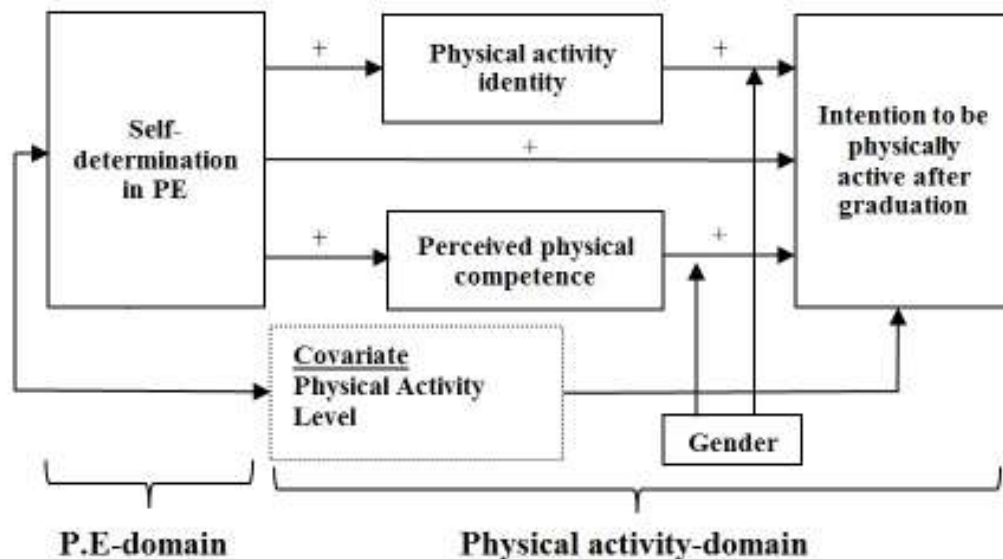 +
Physical activity
identity
+
Self-
determination
in PE
+
Intention to be
physically
active after
graduation
+
Perceived physical
competence
+
Covariate
Physical Activity
Level
Gender
P.E-domain
Physical activity-domain